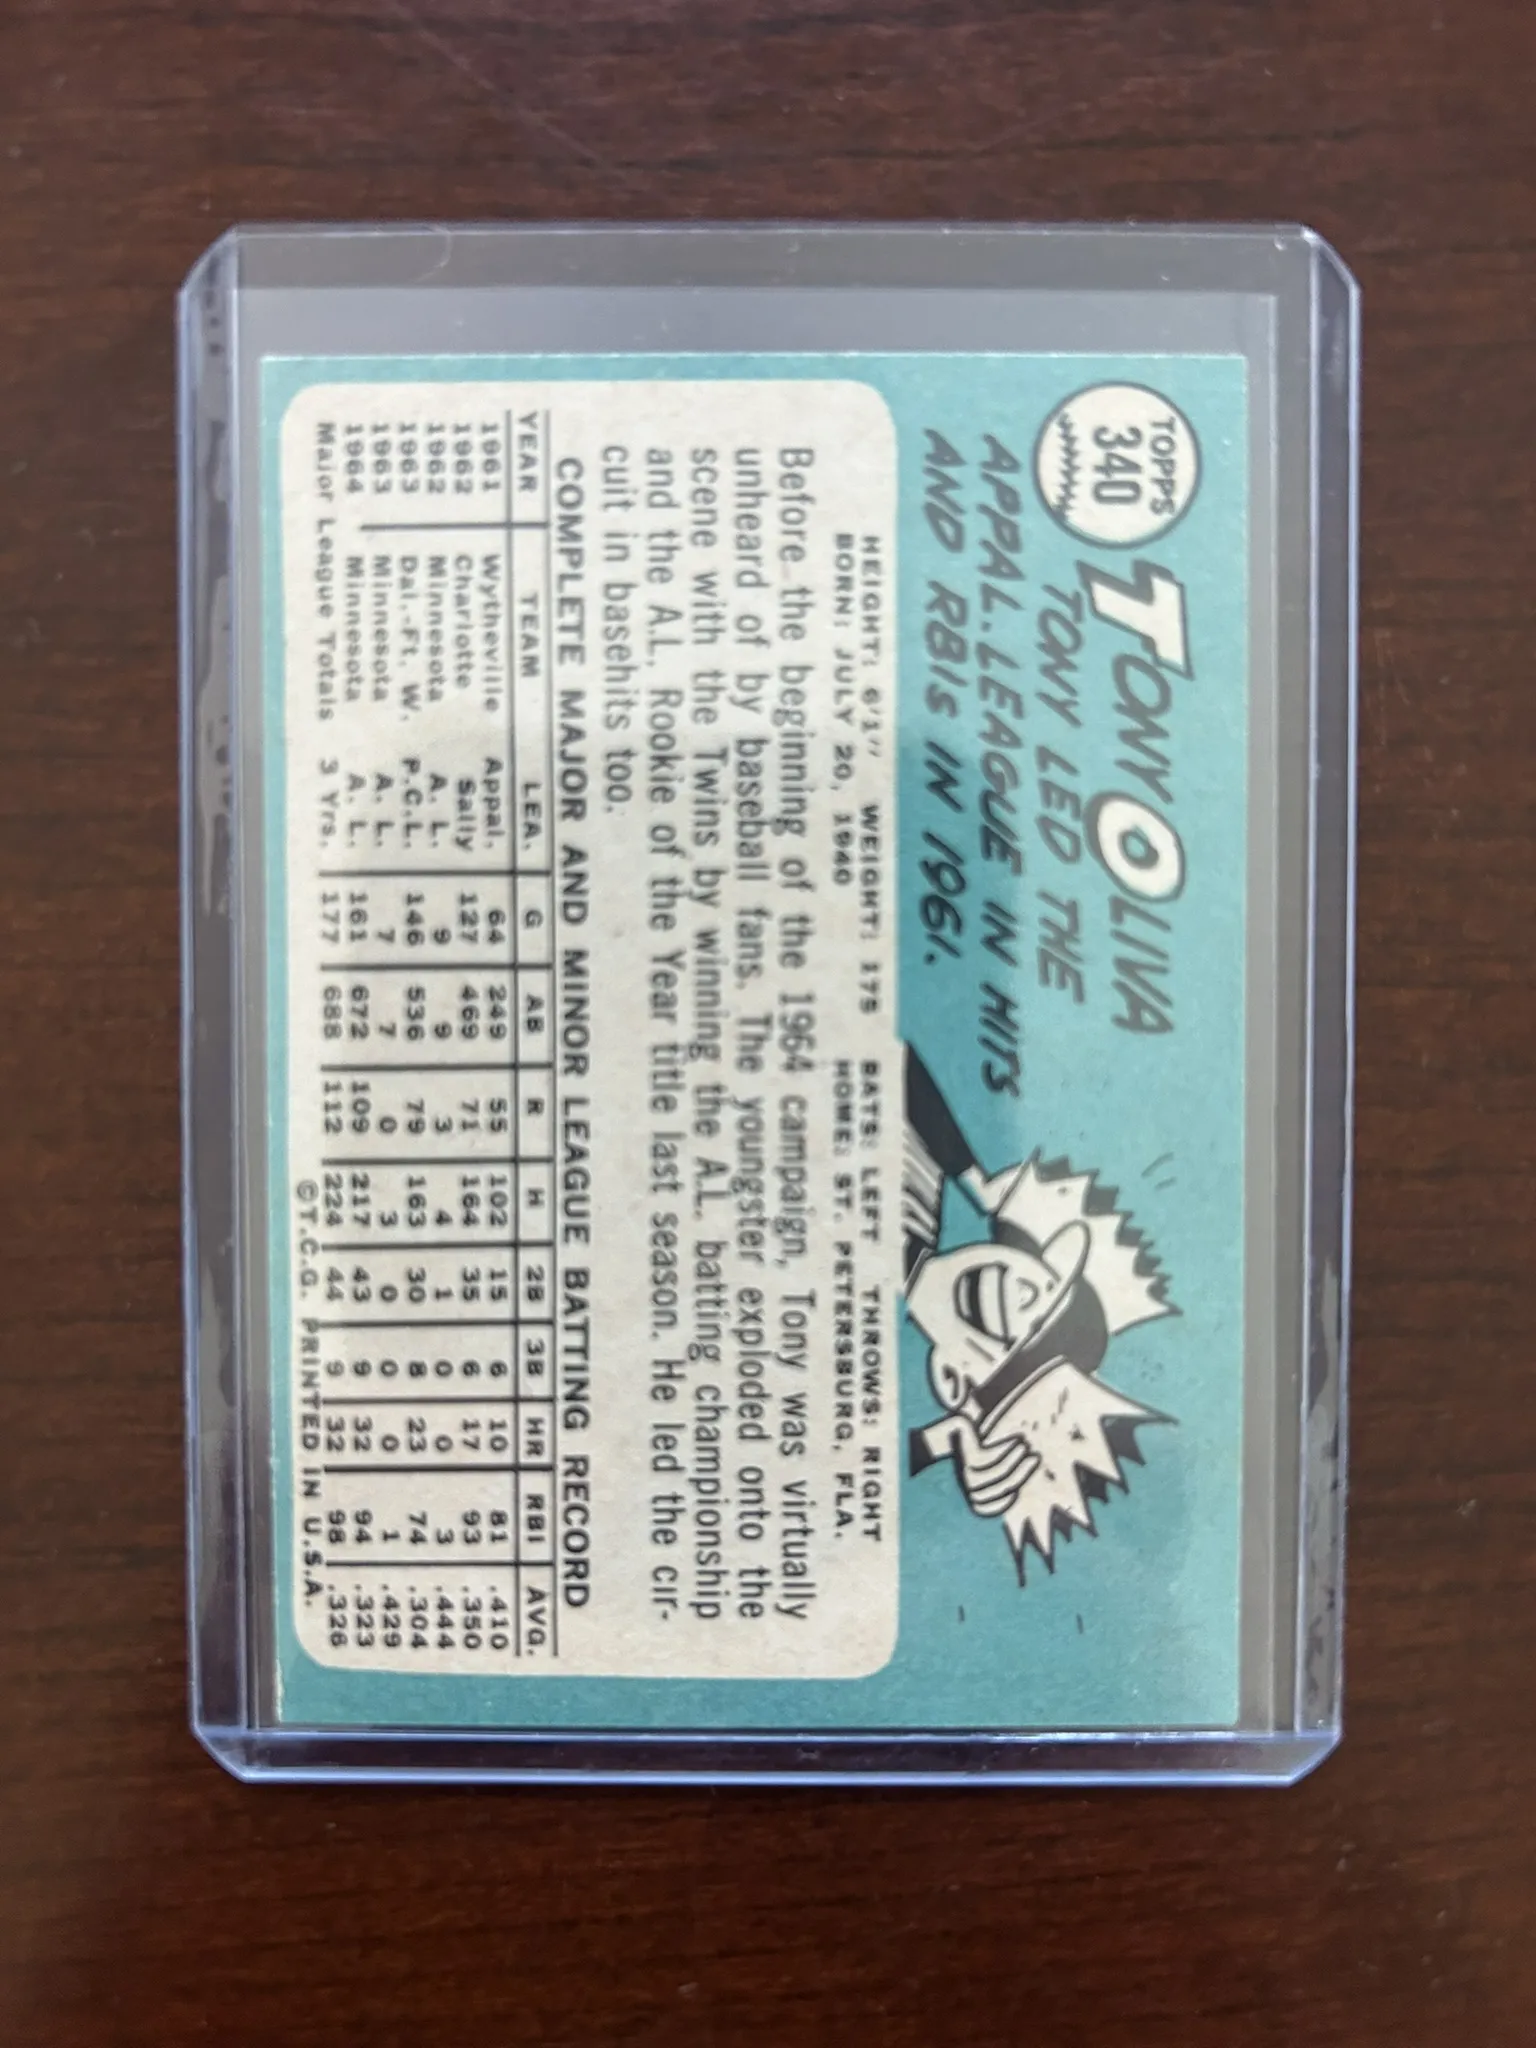 TOPPS
340
TONY OLIVA
TONY LED THE
APPAL. LEAGUE IN HITS
AND RBIS IN 1961.
HEIGHT: 6'1" WEIGHT: 175 BATS: LEFT THROWS: RIGHT
BORN: JULY 20, 1940 HOME: ST. PETERSBURG, FLA.
Before the beginning of the 1964 campaign, Tony was virtually
unheard of by baseball fans. The youngster exploded onto the
scene with the Twins by winning the A.L. batting championship
and the A.L. Rookie of the Year title last season. He led the cir-
cuit in basehits too.
COMPLETE MAJOR AND MINOR LEAGUE BATTING RECORD
YEAR TEAM LEA. G AB R H 2B 3B HR RBI AVG.
1961 Wytheville Appal. 64 249 55 102 15 6 10 81 .410
1962 Charlotte Sally 127 469 71 164 35 6 17 93 .350
1962 Minnesota A. L. 9 9 3 4 1 0 0 3 .444
1963 Dal.-Ft. W. P.C.L. 146 536 79 163 30 8 23 74 .304
1963 Minnesota A. L. 7 7 0 3 0 0 0 1 .429
1964 Minnesota A. L. 161 672 109 217 43 9 32 94 .323
Major League Totals 3 Yrs. 177 688 112 224 44 9 32 98 .326
©T.C.G. PRINTED IN U.S.A.